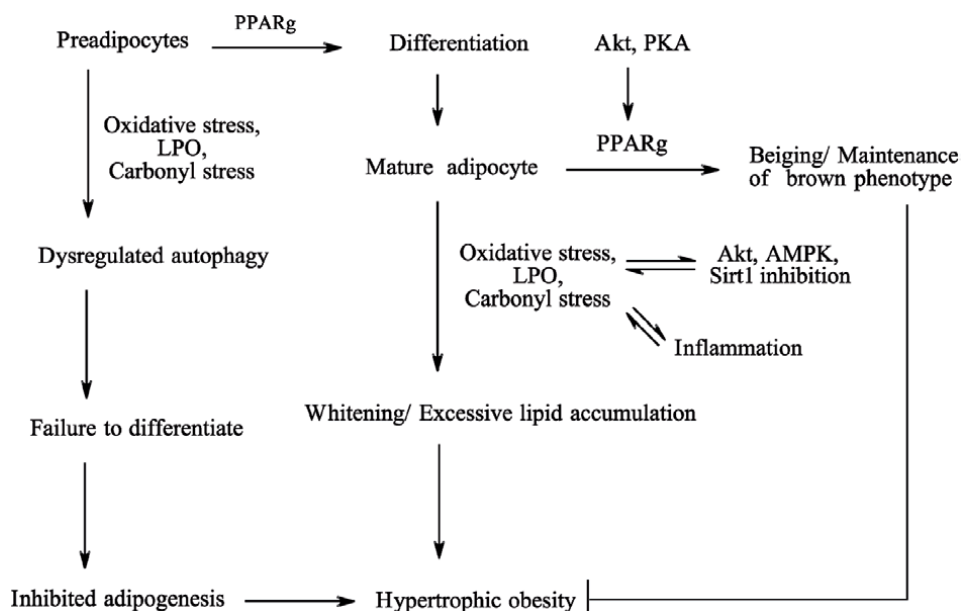 PPARg
Preadipocytes
Differentiation
Akt, PKA
Oxidative stress,
LPO,
Carbonyl stress
PPARg
Mature adipocyte
Beiging/ Maintenance
of brown phenotype
Dysregulated autophagy
Oxidative stress,
LPO,
Carbonyl stress
Akt, AMPK,
Sirt1 inhibition
Inflammation
Failure to differentiate
Whitening/ Excessive lipid accumulation
Inhibited adipogenesis
Hypertrophic obesity